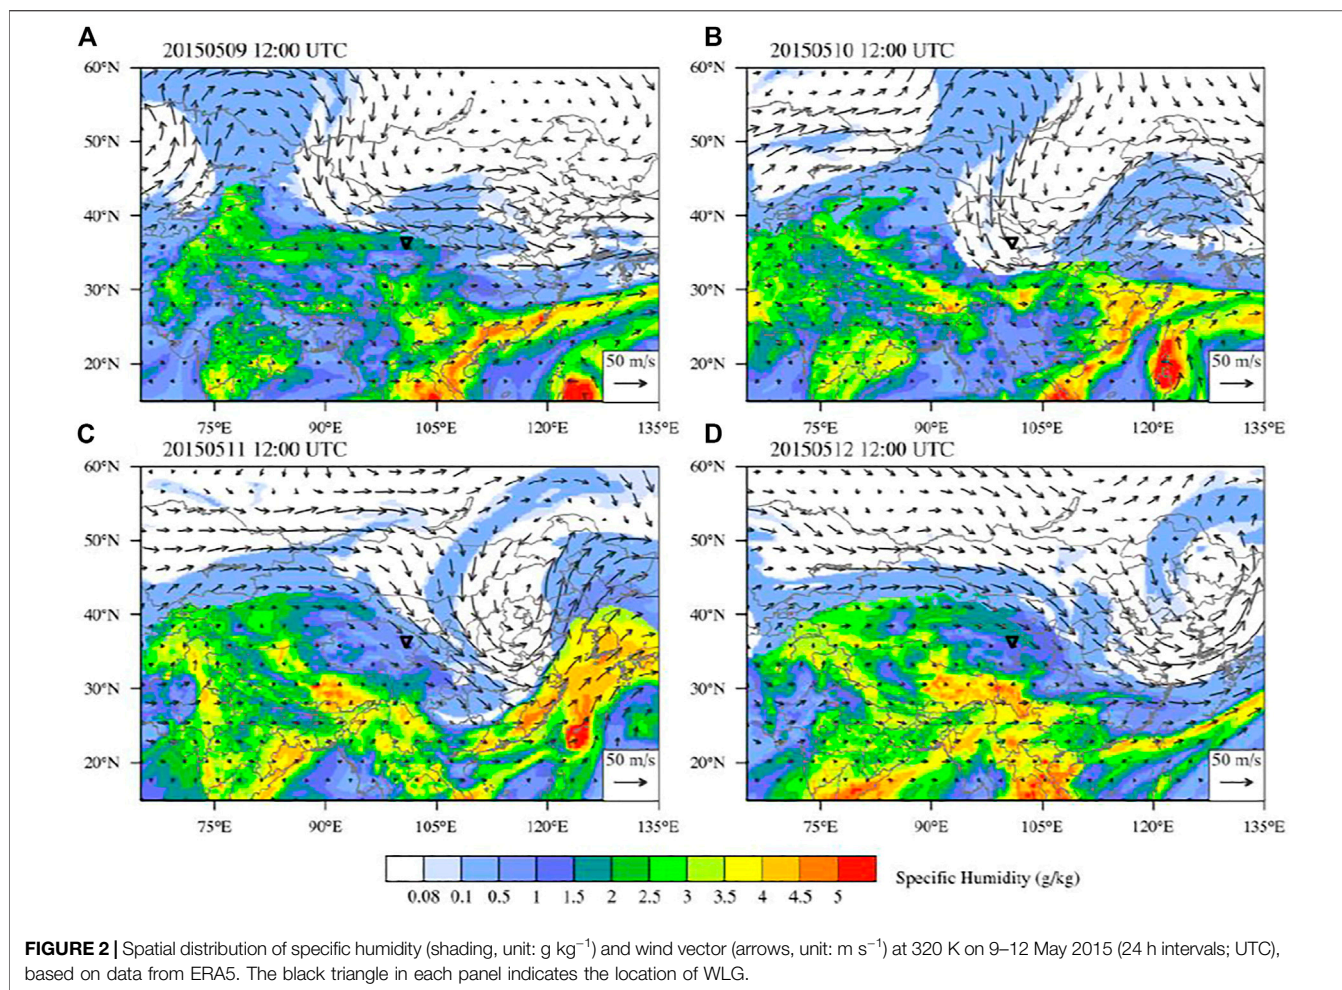 A
20150509 12:00 UTC
60°N
50°N
40°N
30°N
20°N
50 m/s
75°E
90°E
105°E
120°E
135°E
B
20150510 12:00 UTC
60°N
50°N
40°N
30°N
20°N
50 m/s
75°E
90°E
105°E
120°E
135°E
C
20150511 12:00 UTC
60°N
50°N
40°N
30°N
20°N
50 m/s
75°E
90°E
105°E
120°E
135°E
D
20150512 12:00 UTC
60°N
50°N
40°N
30°N
20°N
50 m/s
75°E
90°E
105°E
120°E
135°E
0.08 0.1 0.5 1 1.5 2 2.5 3 3.5 4 4.5 5
Specific Humidity (g/kg)
FIGURE 2 | Spatial distribution of specific humidity (shading, unit: g kg⁻¹) and wind vector (arrows, unit: m s⁻¹) at 320 K on 9–12 May 2015 (24 h intervals; UTC),
based on data from ERA5. The black triangle in each panel indicates the location of WLG.